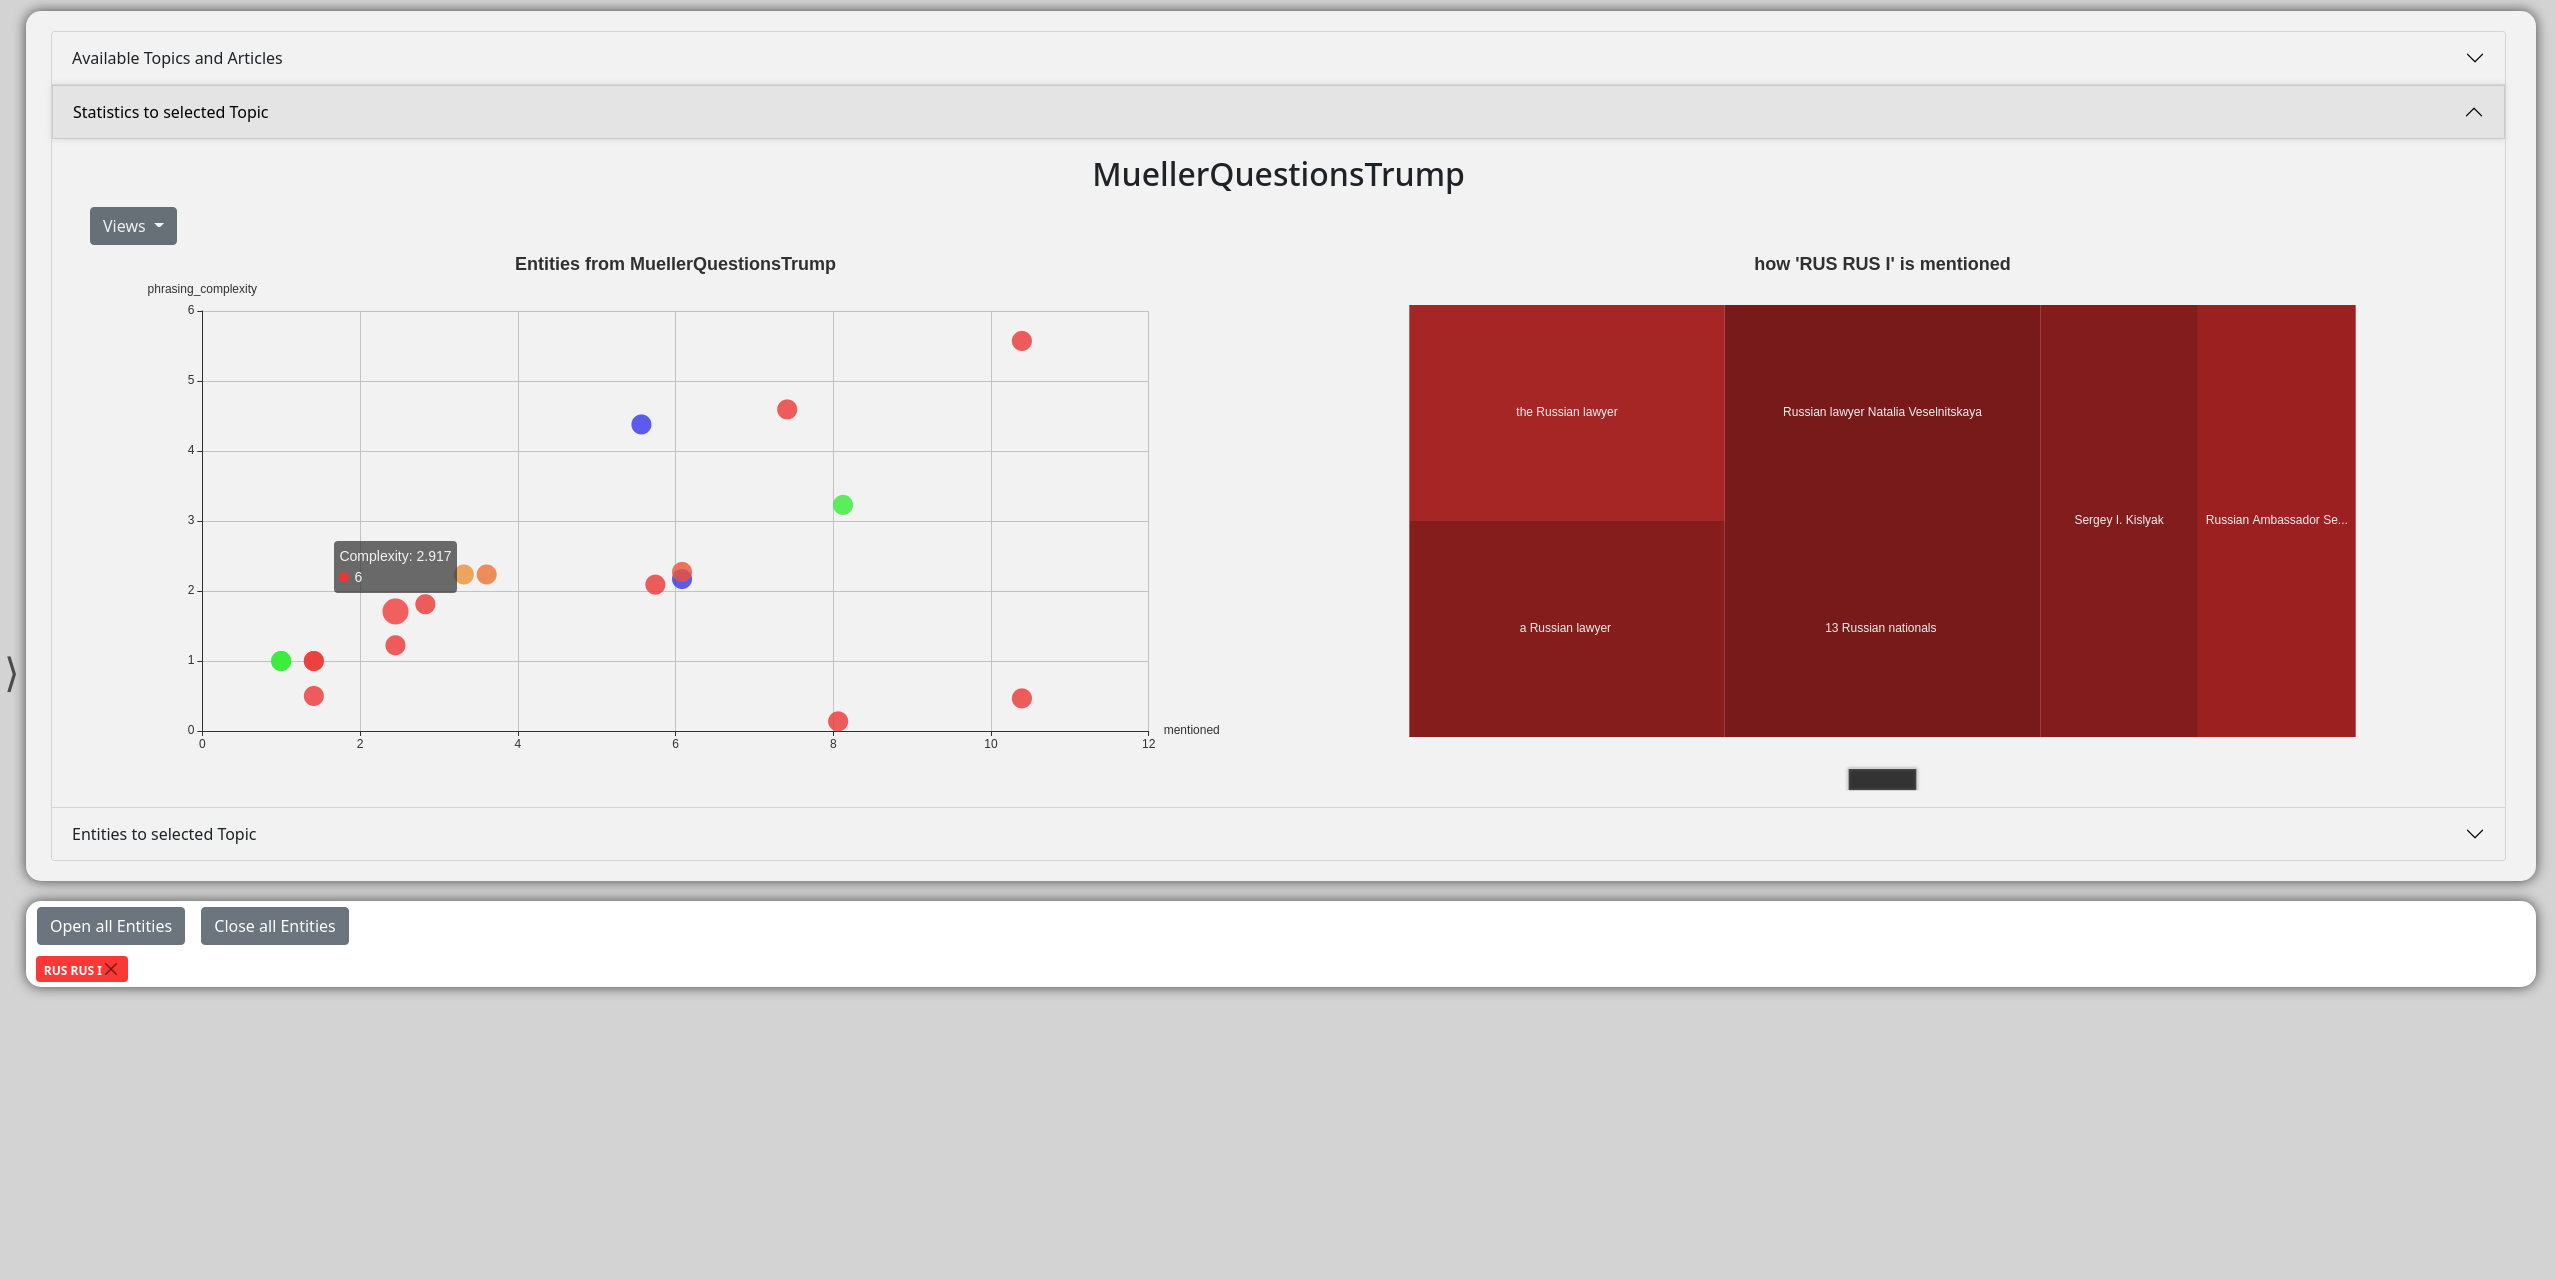 Available Topics and Articles
Statistics to selected Topic
MuellerQuestionsTrump
Views
Entities from MuellerQuestionsTrump
phrasing_complexity
6
5
4
3
2
1
0
Complexity: 2.917
6
0 2 4 6 8 10 12
mentioned
how 'RUS RUS I' is mentioned
the Russian lawyer
Russian lawyer Natalia Veselnitskaya
Sergey I. Kislyak
Russian Ambassador Se...
a Russian lawyer
13 Russian nationals
Entities to selected Topic
Open all Entities
Close all Entities
RUS RUS I